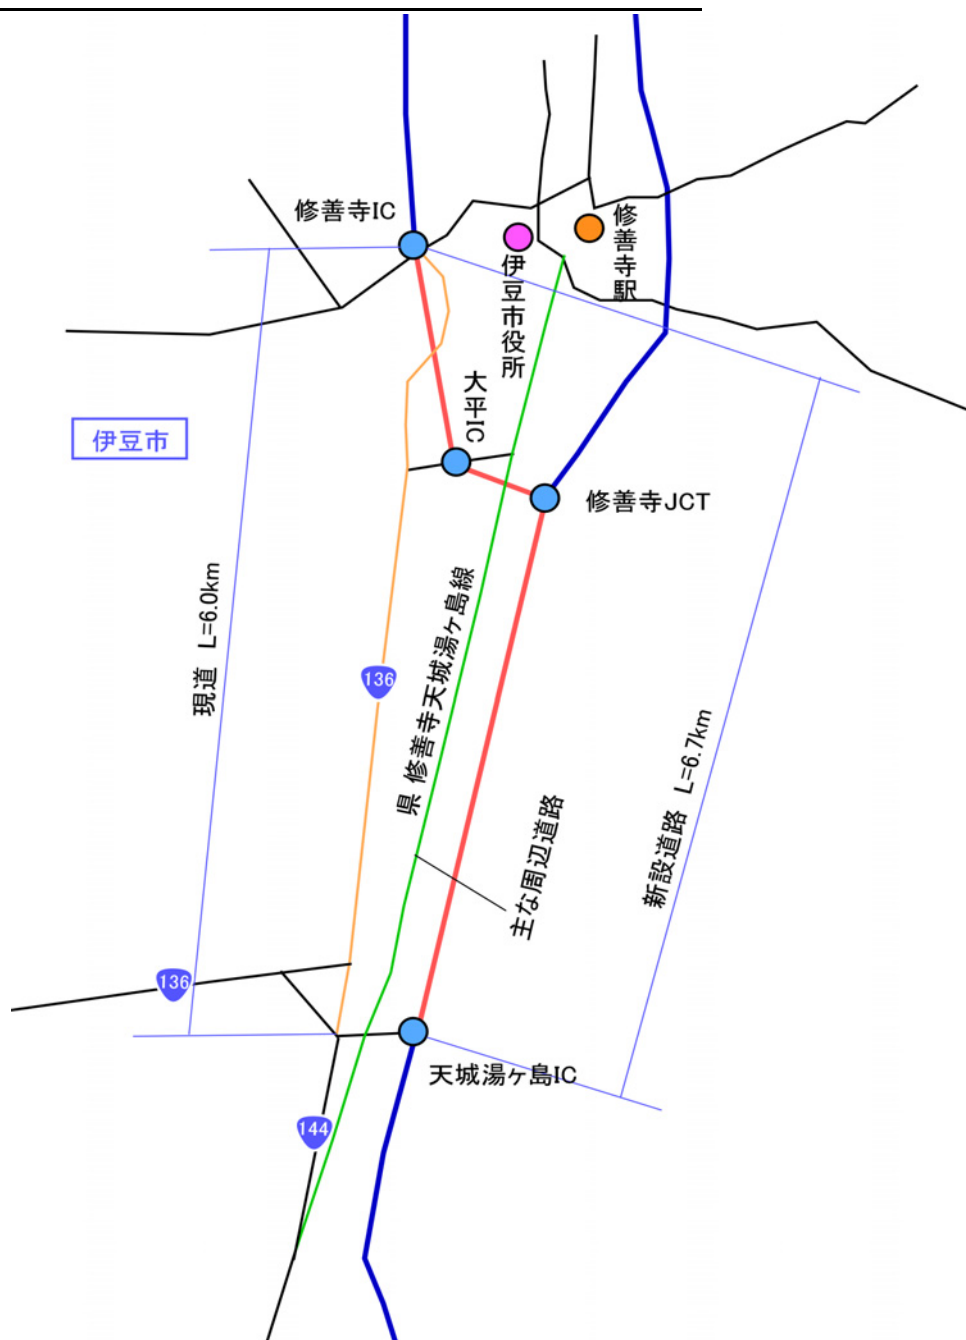 修善寺IC
修善寺駅
伊豆市役所
大平IC
伊豆市
修善寺JCT
現道 L=6.0km
136
県 修善寺天城湯ヶ島線
主な周辺道路
新設道路 L=6.7km
136
天城湯ヶ島IC
144